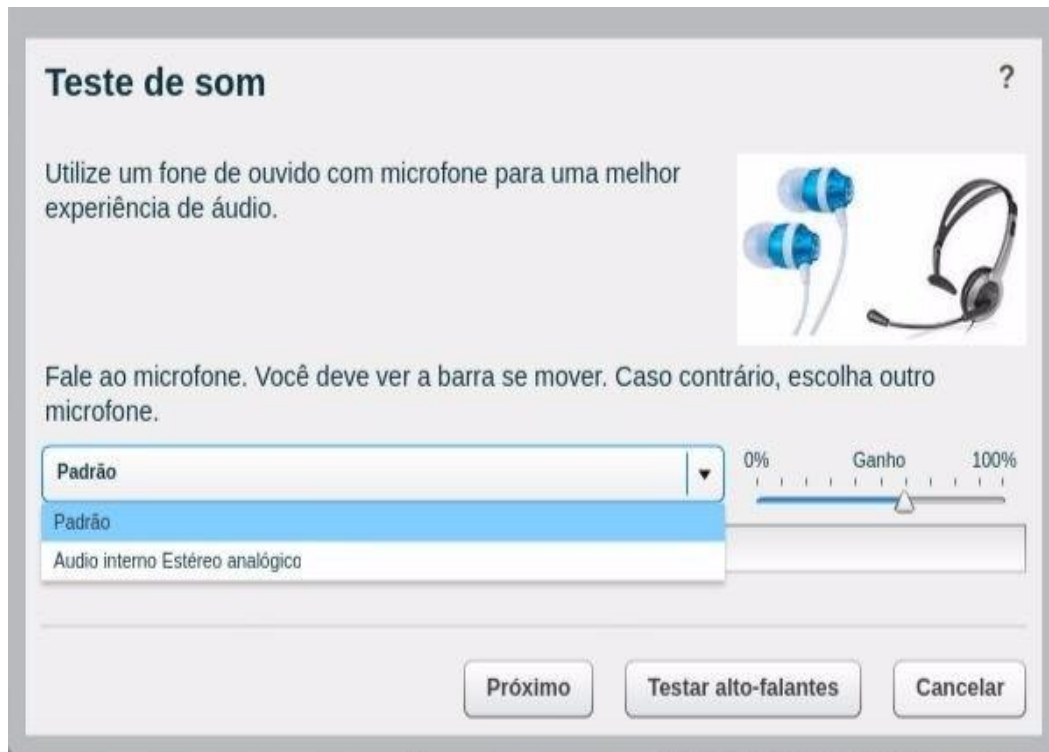 Teste de som
?
Utilize um fone de ouvido com microfone para uma melhor
experiência de áudio.
Fale ao microfone. Você deve ver a barra se mover. Caso contrário, escolha outro
microfone.
Padrão
0% Ganho 100%
Padrão
Audio interno Estéreo analógico
Próximo Testar alto-falantes Cancelar